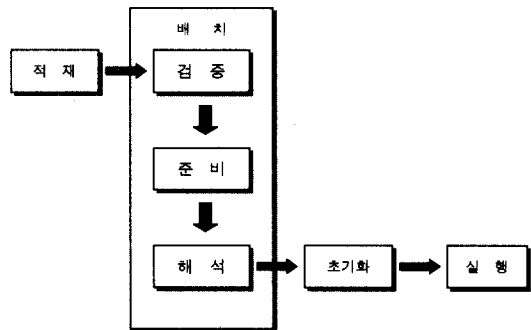 배 치
적 재
검 증
준 비
해 석
초기화
실 행